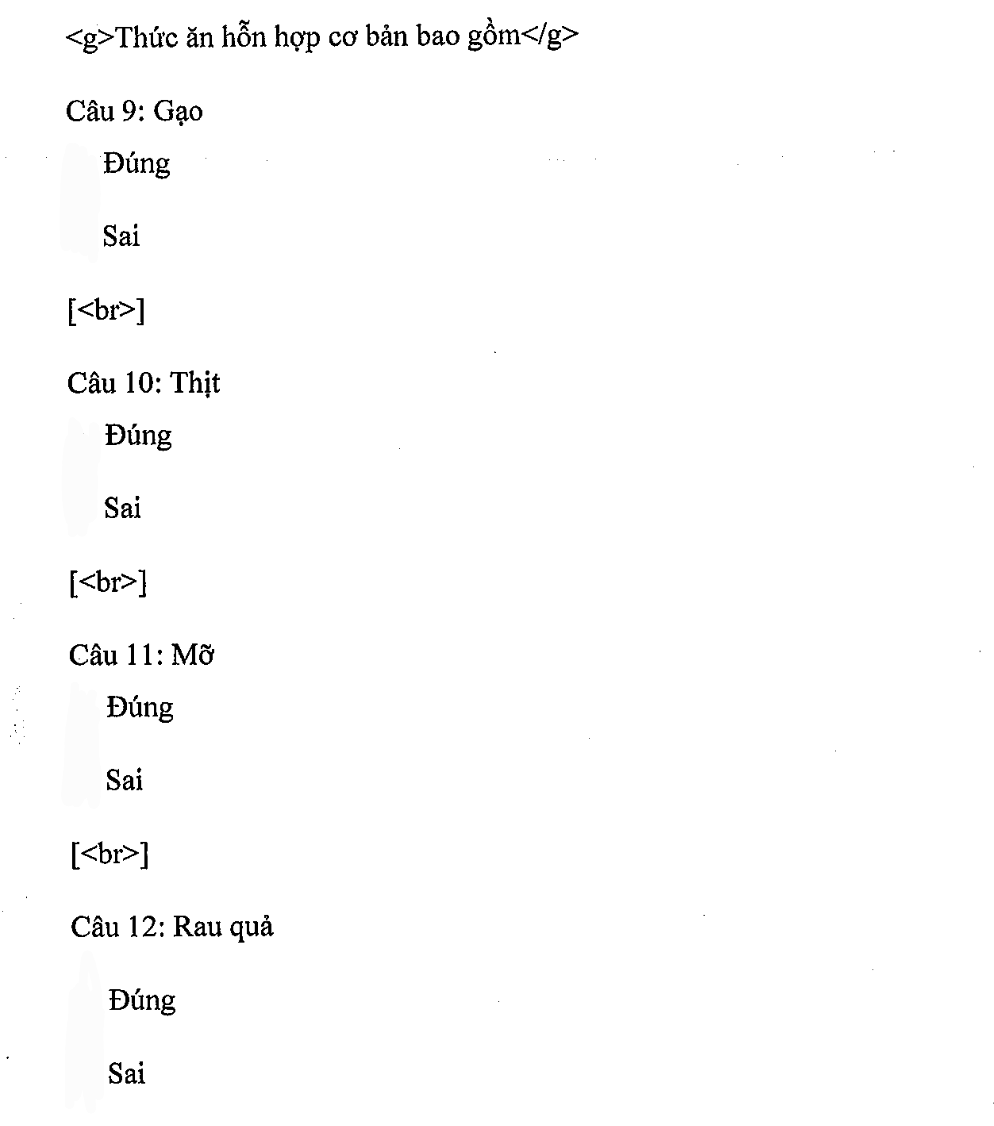 <g>Thức ăn hỗn hợp cơ bản bao gồm</g>
Câu 9: Gạo
Đúng
Sai
[<br>]
Câu 10: Thịt
Đúng
Sai
[<br>]
Câu 11: Mỡ
Đúng
Sai
[<br>]
Câu 12: Rau quả
Đúng
Sai